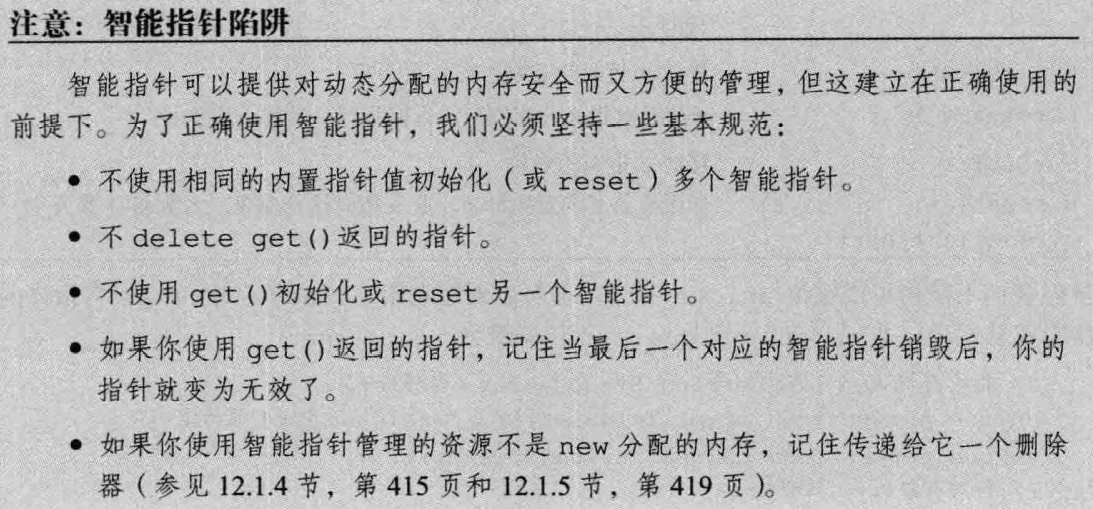 注意：智能指针陷阱
智能指针可以提供对动态分配的内存安全而又方便的管理，但这建立在正确使用的
前提下。为了正确使用智能指针，我们必须坚持一些基本规范：
● 不使用相同的内置指针值初始化（或 reset）多个智能指针。
● 不 delete get()返回的指针。
● 不使用 get()初始化或 reset 另一个智能指针。
● 如果你使用 get()返回的指针，记住当最后一个对应的智能指针销毁后，你的
指针就变为无效了。
● 如果你使用智能指针管理的资源不是 new 分配的内存，记住传递给它一个删除
器（参见 12.1.4 节，第 415 页和 12.1.5 节，第 419 页）。